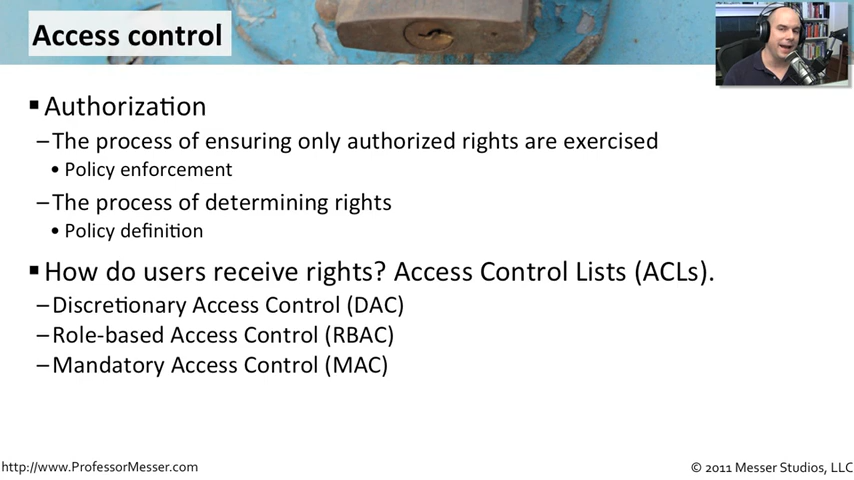 Access control
▪ Authorization
–The process of ensuring only authorized rights are exercised
• Policy enforcement
–The process of determining rights
• Policy definition
▪ How do users receive rights? Access Control Lists (ACLs).
–Discretionary Access Control (DAC)
–Role-based Access Control (RBAC)
–Mandatory Access Control (MAC)
http://www.ProfessorMesser.com
© 2011 Messer Studios, LLC